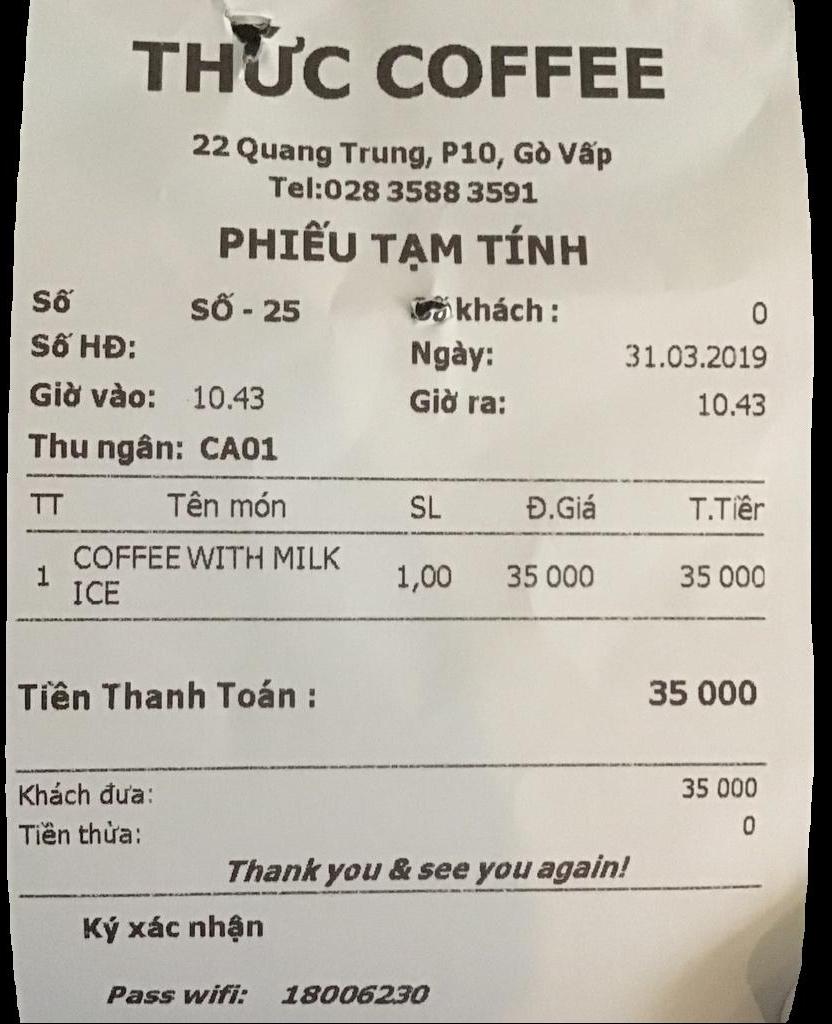 THỨC COFFEE
22 Quang Trung, P10, Gò Vấp
Tel:028 3588 3591
PHIẾU TẠM TÍNH
Số SỐ - 25 khách : 0
Số HĐ: Ngày: 31.03.2019
Giờ vào: 10.43 Giờ ra: 10.43
Thu ngân: CA01
TT Tên món SL Đ.Giá T.Tiền
1 COFFEE WITH MILK ICE 1,00 35 000 35 000
Tiền Thanh Toán : 35 000
Khách đưa: 35 000
Tiền thừa: 0
Thank you & see you again!
Ký xác nhận
Pass wifi: 18006230